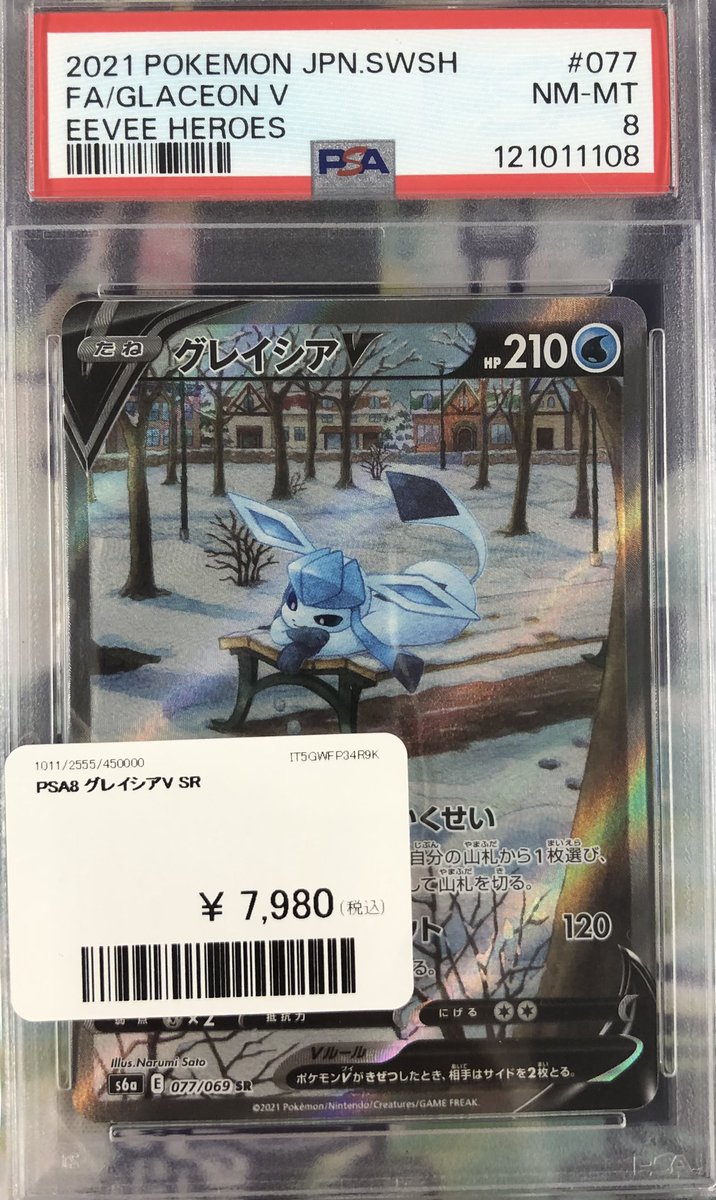 2021 POKEMON JPN.SWSH #077
FA/GLACEON V NM-MT
EEVEE HEROES 8
PSA 121011108
たね グレイシアV HP 210
1011/2555/450000 IT5GWFP34R9K
PSA8 グレイシアV SR
¥ 7,980 (税込)
くせい
自分の山札から1枚選び、
して山札を切る。
ット 120
る。
弱点 ×2 抵抗力 にげる
Illus. Narumi Sato
Vルール
ポケモンVがきぜつしたとき、相手はサイドを2枚とる。
s6a E 077/069 SR
©2021 Pokémon/Nintendo/Creatures/GAME FREAK.